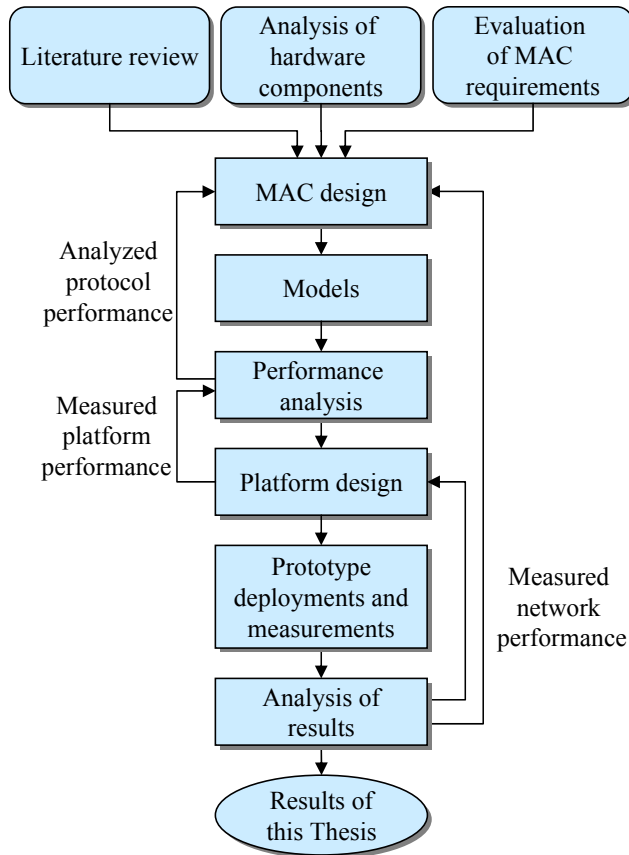 Literature review
Analysis of
hardware
components
Evaluation
of MAC
requirements
MAC design
Analyzed
protocol
performance
Models
Performance
analysis
Measured
platform
performance
Platform design
Prototype
deployments and
measurements
Measured
network
performance
Analysis of
results
Results of
this Thesis